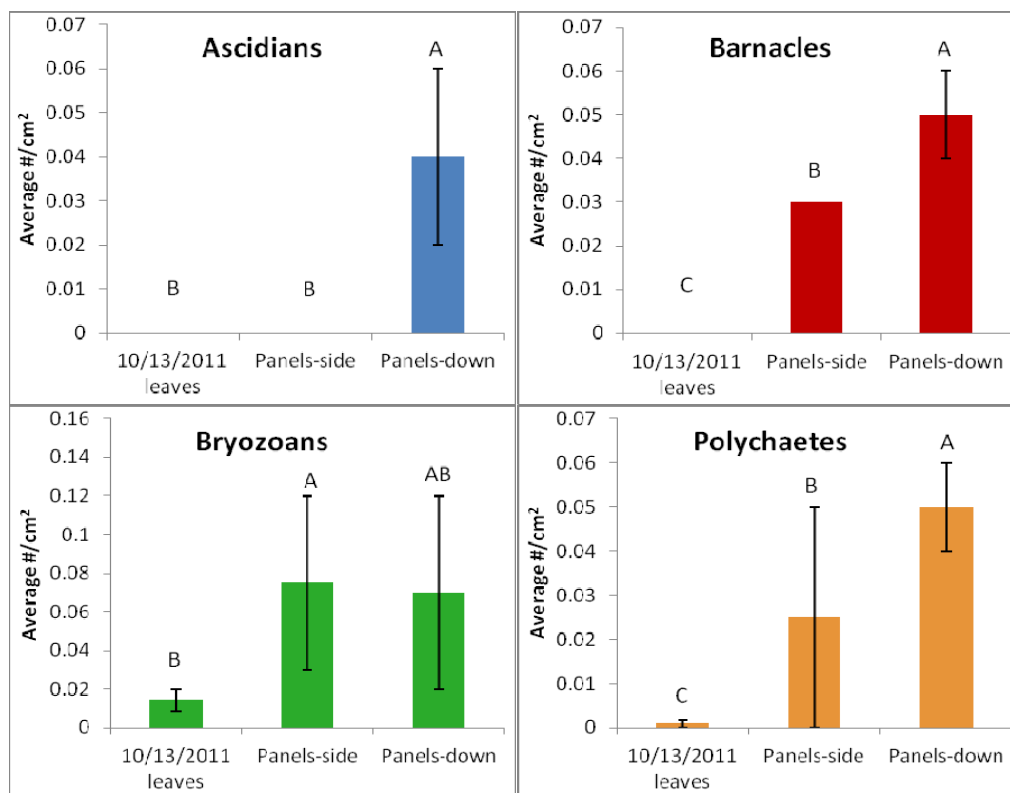 Ascidians
Average #/cm²
0.07
0.06
0.05
0.04
0.03
0.02
0.01
0
B
B
A
10/13/2011 leaves
Panels-side
Panels-down
Barnacles
Average #/cm²
0.07
0.06
0.05
0.04
0.03
0.02
0.01
0
C
B
A
10/13/2011 leaves
Panels-side
Panels-down
Bryozoans
Average #/cm²
0.16
0.14
0.12
0.1
0.08
0.06
0.04
0.02
0
B
A
AB
10/13/2011 leaves
Panels-side
Panels-down
Polychaetes
Average #/cm²
0.07
0.06
0.05
0.04
0.03
0.02
0.01
0
C
B
A
10/13/2011 leaves
Panels-side
Panels-down